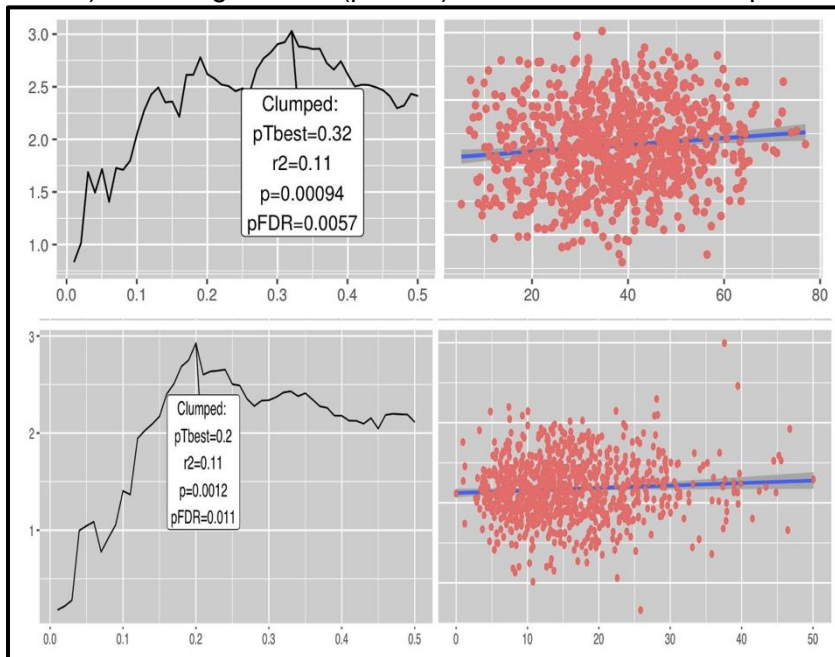 3.0
2.5
2.0
1.5
1.0
Clumped:
pTbest=0.32
r2=0.11
p=0.00094
pFDR=0.0057
0.0 0.1 0.2 0.3 0.4 0.5
20 40 60 80
3
2
1
Clumped:
pTbest=0.2
r2=0.11
p=0.0012
pFDR=0.011
0.0 0.1 0.2 0.3 0.4 0.5
0 10 20 30 40 50